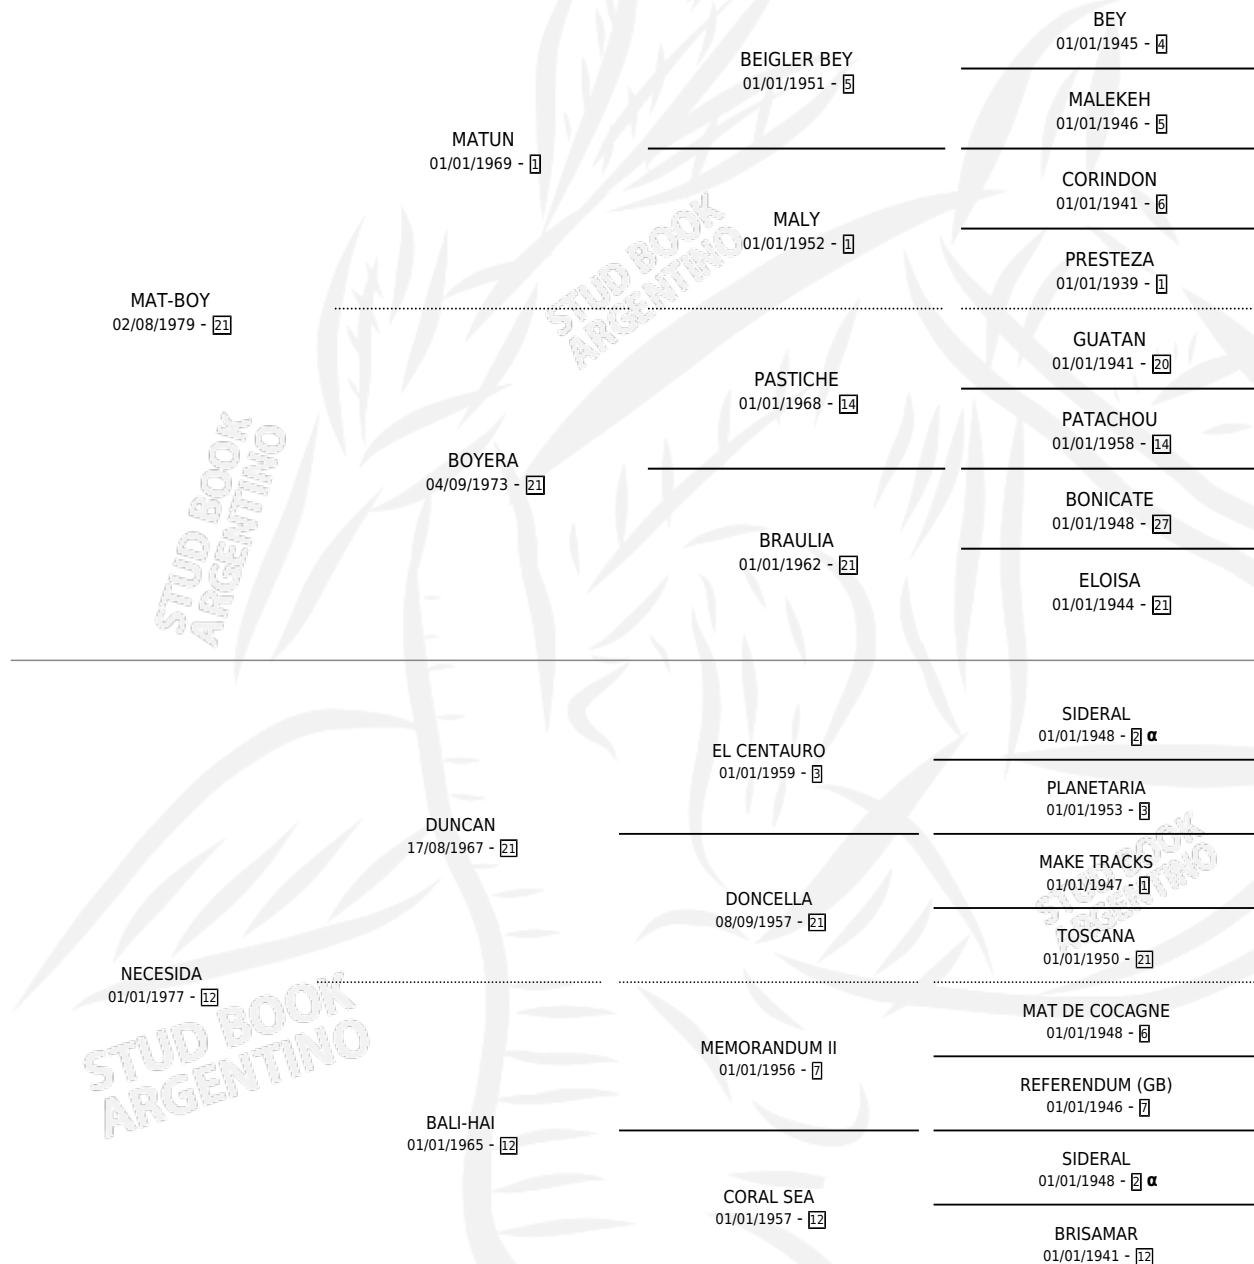 BEY
01/01/1945 - 4
BEIGLER BEY
01/01/1951 - 5
MALEKEH
01/01/1946 - 5
MATUN
01/01/1969 - 1
CORINDON
01/01/1941 - 6
MALY
01/01/1952 - 1
PRESTEZA
01/01/1939 - 1
MAT-BOY
02/08/1979 - 21
GUATAN
01/01/1941 - 20
PASTICHE
01/01/1968 - 14
PATACHOU
01/01/1958 - 14
BOYERA
04/09/1973 - 21
BONICATE
01/01/1948 - 27
BRAULIA
01/01/1962 - 21
ELOISA
01/01/1944 - 21
SIDERAL
01/01/1948 - 2 α
EL CENTAURO
01/01/1959 - 3
PLANETARIA
01/01/1953 - 3
DUNCAN
17/08/1967 - 21
MAKE TRACKS
01/01/1947 - 1
DONCELLA
08/09/1957 - 21
TOSCANA
01/01/1950 - 21
NECESIDA
01/01/1977 - 12
MAT DE COCAGNE
01/01/1948 - 6
MEMORANDUM II
01/01/1956 - 7
REFERENDUM (GB)
01/01/1946 - 7
BALI-HAI
01/01/1965 - 12
SIDERAL
01/01/1948 - 2 α
CORAL SEA
01/01/1957 - 12
BRISAMAR
01/01/1941 - 12
STUD BOOK
ARGENTINO
STUD BOOK
ARGENTINO
STUD BOOK
ARGENTINO
STUD BOOK
ARGENTINO